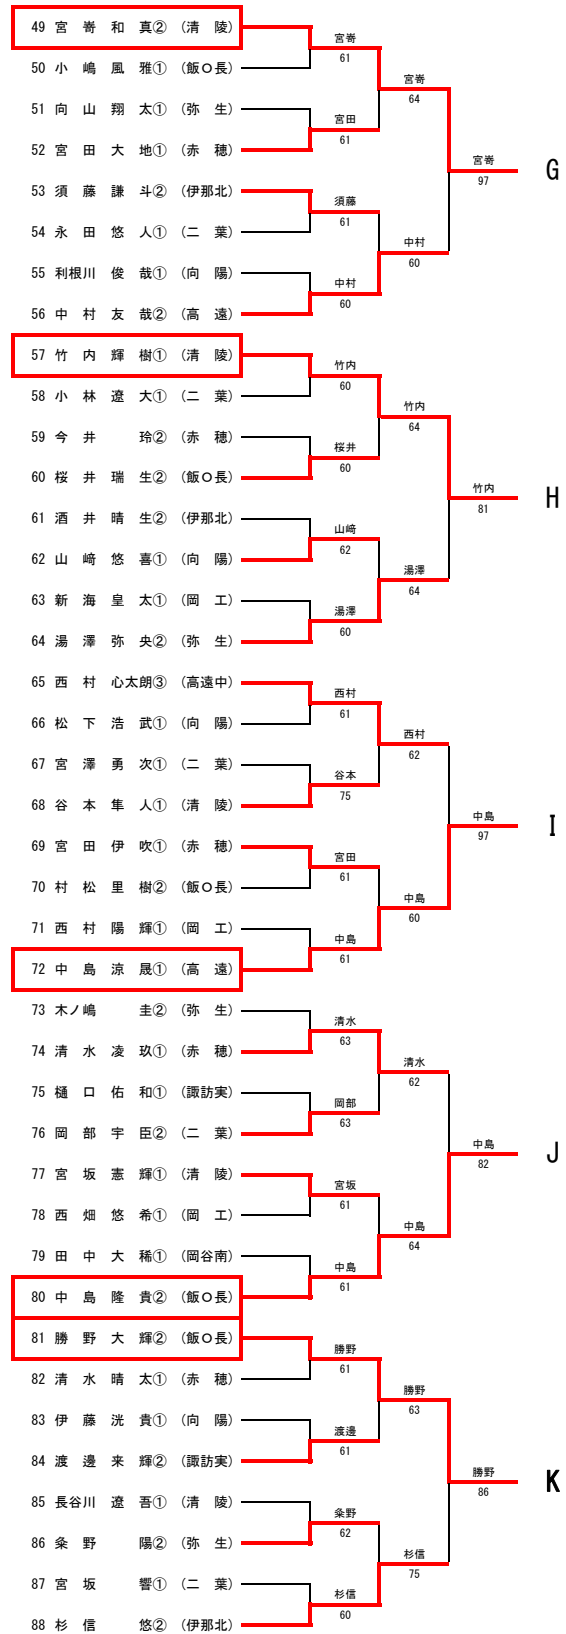 49 宮 嵜 和 真② (清 陵)
宮嵜
61
50 小 嶋 風 雅① (飯OIDE長)
宮嵜
64
51 向 山 翔 太① (弥 生)
宮田
61
52 宮 田 大 地① (赤 穂)
宮嵜
97
G
53 須 藤 謙 斗② (伊那北)
須藤
61
54 永 田 悠 人① (二 葉)
中村
60
55 利根川 俊 哉① (向 陽)
中村
60
56 中 村 友 哉② (高 遠)
57 竹 内 輝 樹① (清 陵)
竹内
60
58 小 林 遼 大① (二 葉)
竹内
64
59 今 井 玲② (赤 穂)
桜井
60
60 桜 井 瑞 生② (飯O長)
竹内
81
H
61 酒 井 晴 生② (伊那北)
山﨑
62
62 山 﨑 悠 喜① (向 陽)
湯澤
64
63 新 海 皇 太① (岡 工)
湯澤
60
64 湯 澤 弥 央② (弥 生)
65 西 村 心太朗③ (高遠中)
西村
61
66 松 下 浩 武① (向 陽)
西村
62
67 宮 澤 勇 次① (二 葉)
谷本
75
68 谷 本 隼 人① (清 陵)
中島
97
I
69 宮 田 伊 吹① (赤 穂)
宮田
61
70 村 松 里 樹② (飯O長)
中島
60
71 西 村 陽 輝① (岡 工)
中島
61
72 中 島 涼 晟① (高 遠)
73 木ノ嶋 圭② (弥 生)
清水
63
74 清 水 凌 玖① (赤 穂)
清水
62
75 樋 口 佑 和① (諏訪実)
岡部
63
76 岡 部 宇 臣② (二 葉)
中島
82
J
77 宮 坂 憲 輝① (清 陵)
宮坂
61
78 西 畑 悠 希① (岡 工)
中島
64
79 田 中 大 稀① (岡谷南)
中島
61
80 中 島 隆 貴② (飯O長)
81 勝 野 大 輝② (飯O長)
勝野
61
82 清 水 晴 太① (赤 穂)
勝野
63
83 伊 藤 洸 貴① (向 陽)
渡邊
61
84 渡 邊 来 輝② (諏訪実)
勝野
86
K
85 長谷川 遼 吾① (清 陵)
粂野
62
86 粂 野 陽② (弥 生)
杉信
75
87 宮 坂 響① (二 葉)
杉信
60
88 杉 信 悠② (伊那北)